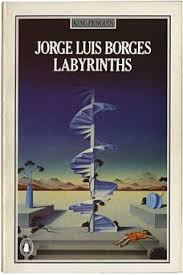 KING PENGUIN
JORGE LUIS BORGES
LABYRINTHS